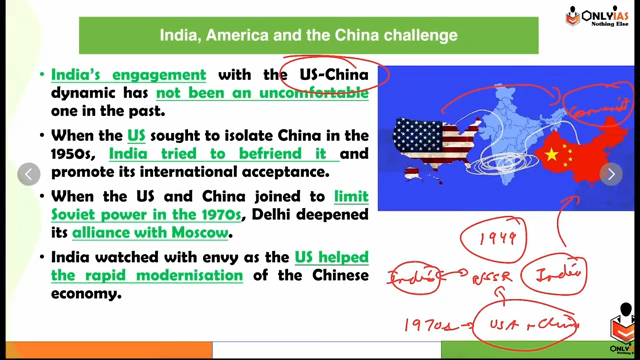 ONLYIAS
Nothing Else
India, America and the China challenge
• India's engagement with the US-China
dynamic has not been an uncomfortable
one in the past.
• When the US sought to isolate China in the
1950s, India tried to befriend it and
promote its international acceptance.
• When the US and China joined to limit
Soviet power in the 1970s, Delhi deepened
its alliance with Moscow.
• India watched with envy as the US helped
the rapid modernisation of the Chinese
economy.
Communist
1949
India USSR India
1970s → USA + China
ONLY
Nothi